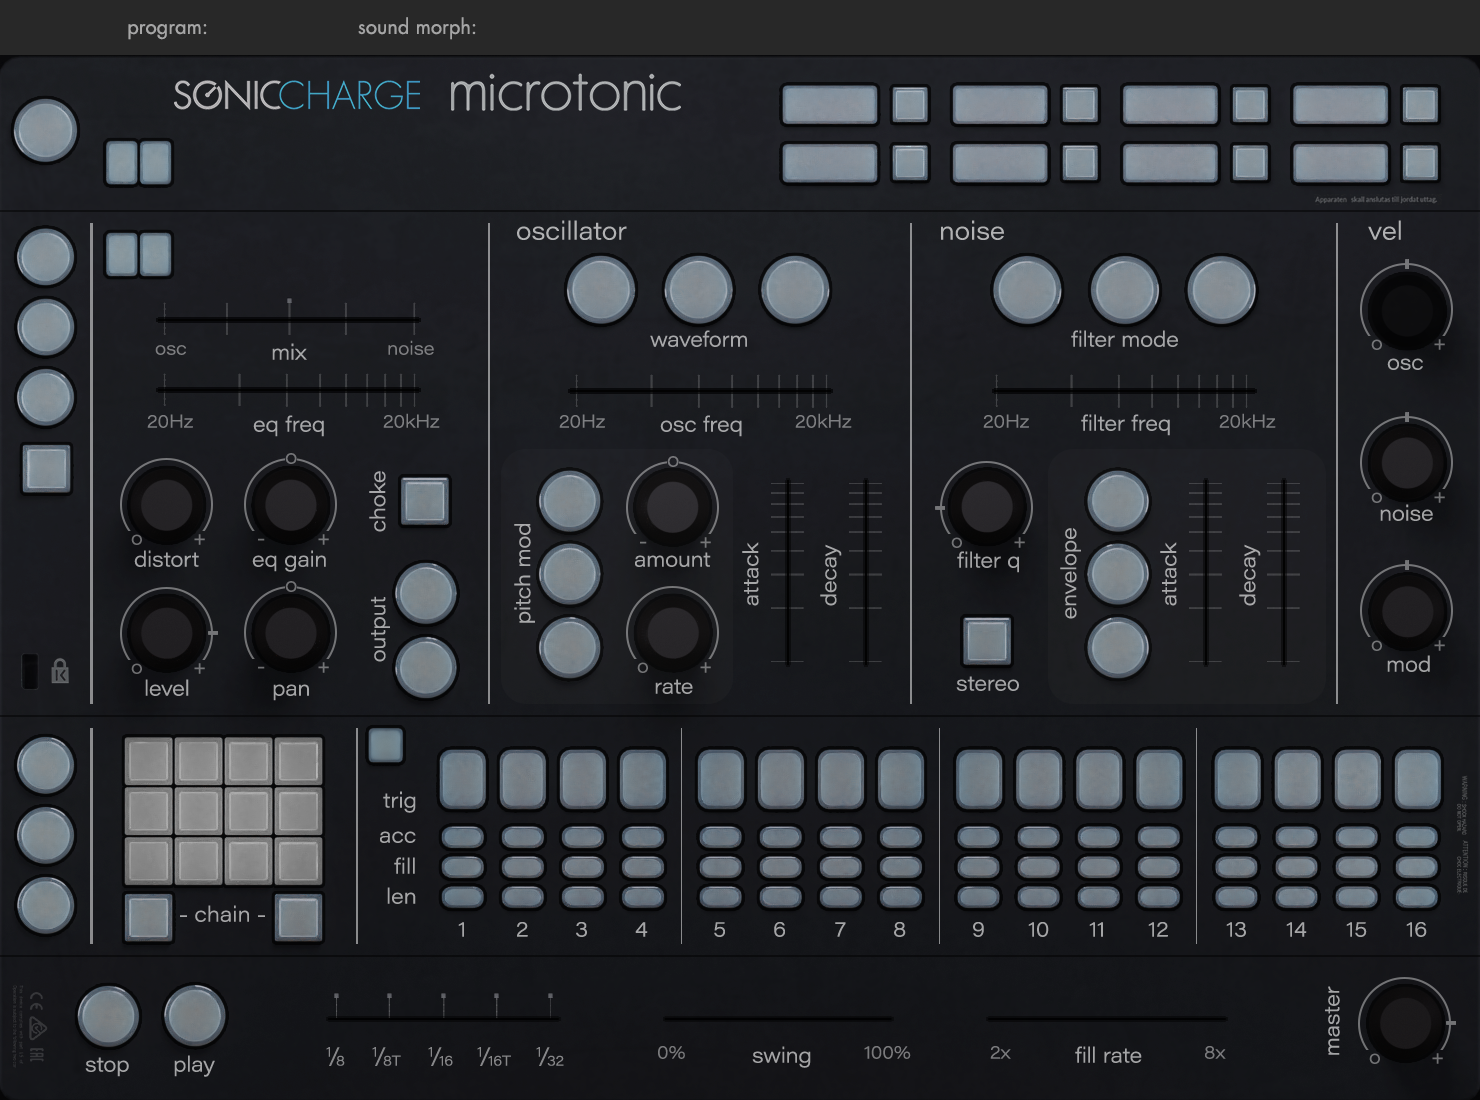 program: sound morph:
SONICCHARGE microtonic
Apparaten skall anslutas till jordat uttag.
oscillator noise vel
osc mix noise
waveform
filter mode
osc
20Hz eq freq 20kHz
20Hz osc freq 20kHz
20Hz filter freq 20kHz
distort eq gain choke
level pan output
pitch mod amount rate attack decay
filter q
stereo
envelope attack decay
noise
mod
trig
acc
fill
len
- chain -
1 2 3 4 5 6 7 8 9 10 11 12 13 14 15 16
stop play
1/8 1/8T 1/16 1/16T 1/32
0% swing 100%
2x fill rate 8x
master